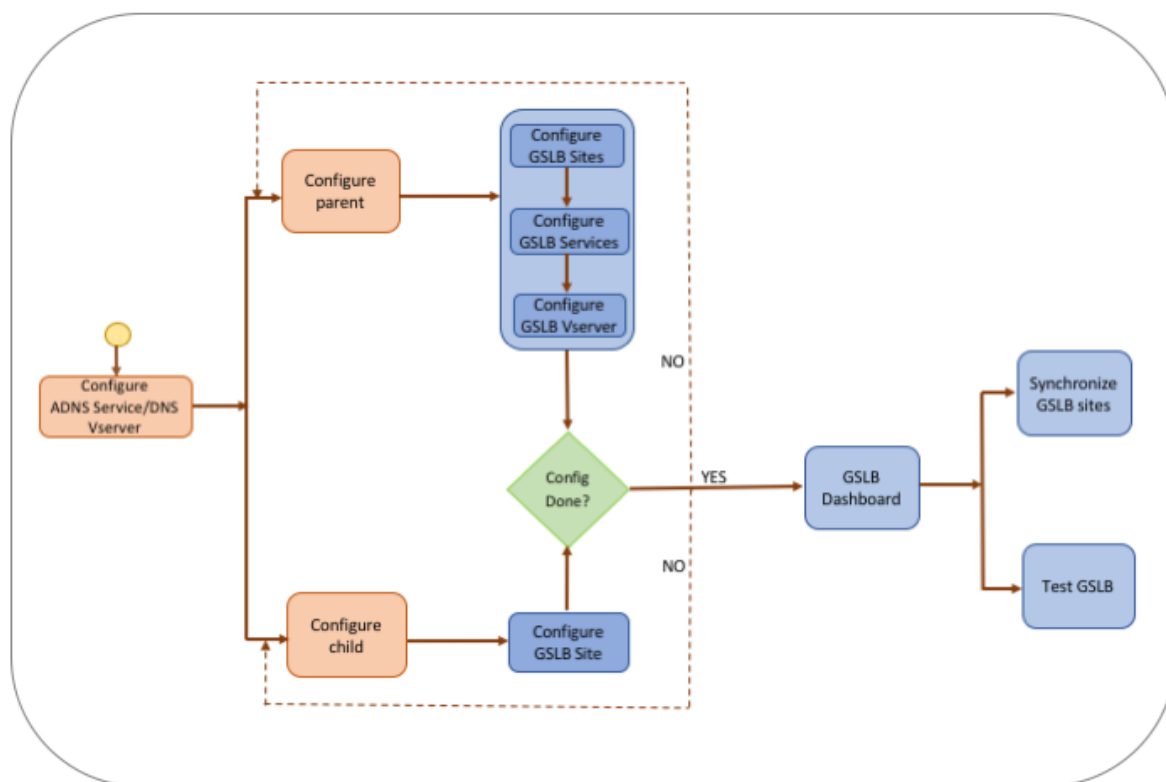 Configure
GSLB Sites
Configure
parent
Configure
GSLB Services
Configure
GSLB Vserver
Configure
ADNS Service/DNS
Vserver
NO
Synchronize
GSLB sites
Config
Done?
YES
GSLB
Dashboard
NO
Test GSLB
Configure
child
Configure
GSLB Site